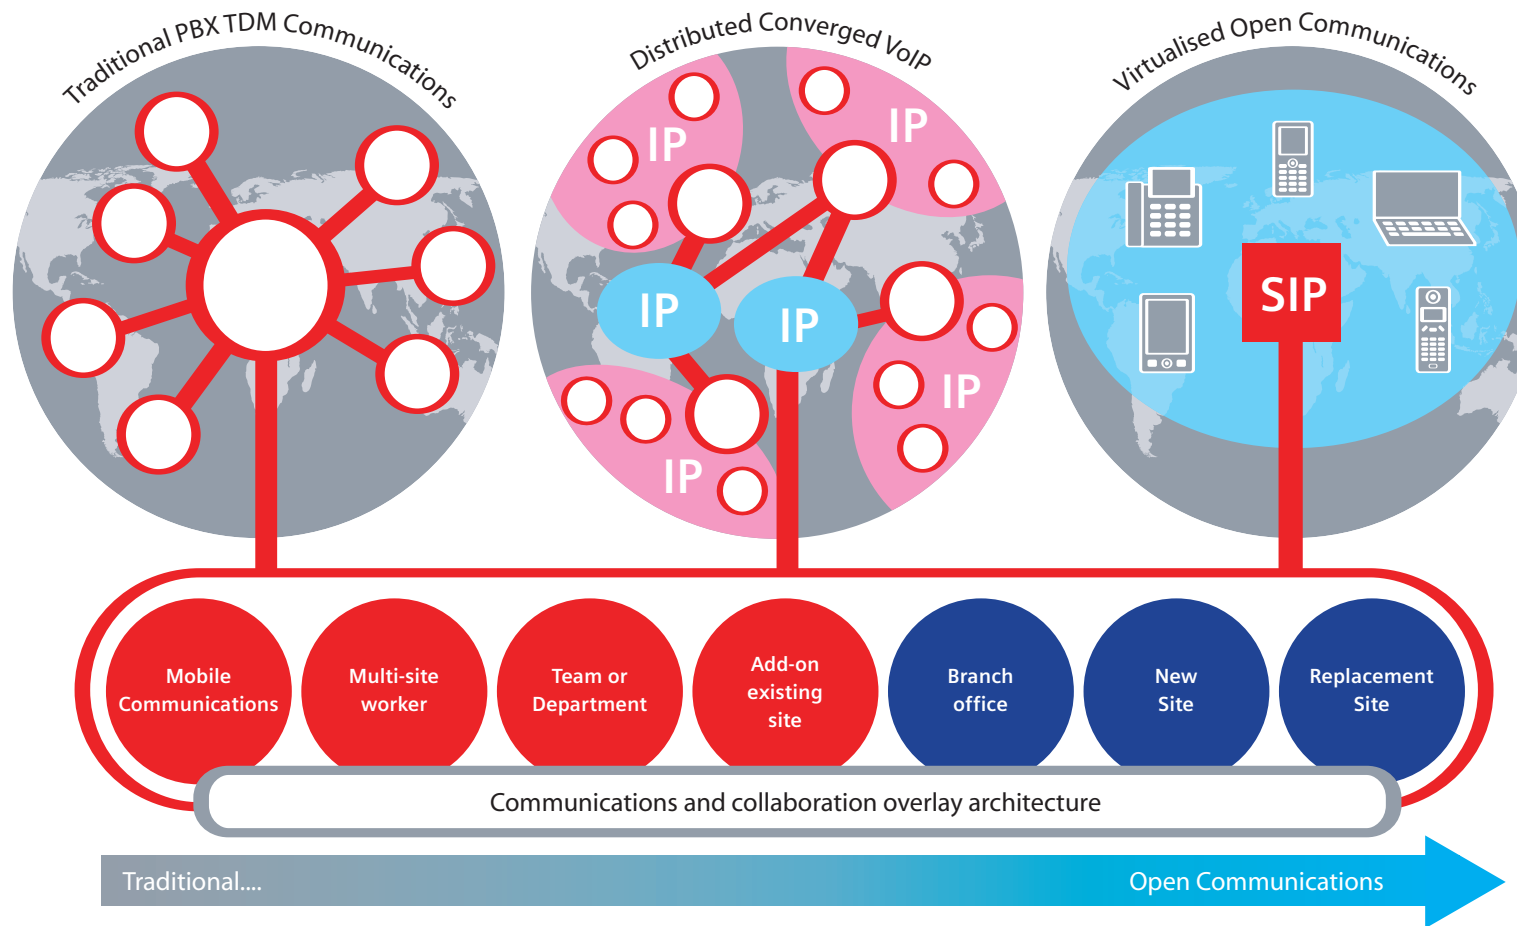 Traditional PBX TDM Communications
Distributed Converged VoIP
Virtualised Open Communications
IP
IP
IP
IP
SIP
IP
IP
Mobile
Communications
Multi-site
worker
Team or
Department
Add-on
existing
site
Branch
office
New
Site
Replacement
Site
Communications and collaboration overlay architecture
Traditional....
Open Communications